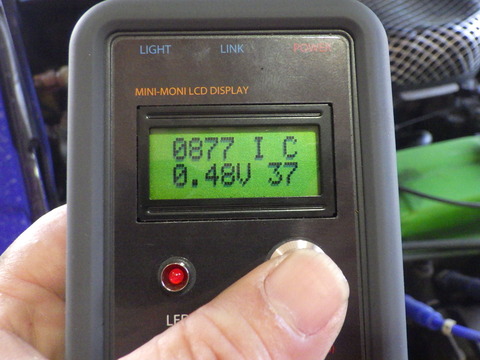 LIGHT LINK POWER
MINI-MONI LCD DISPLAY
0877 I C
0.48V 37